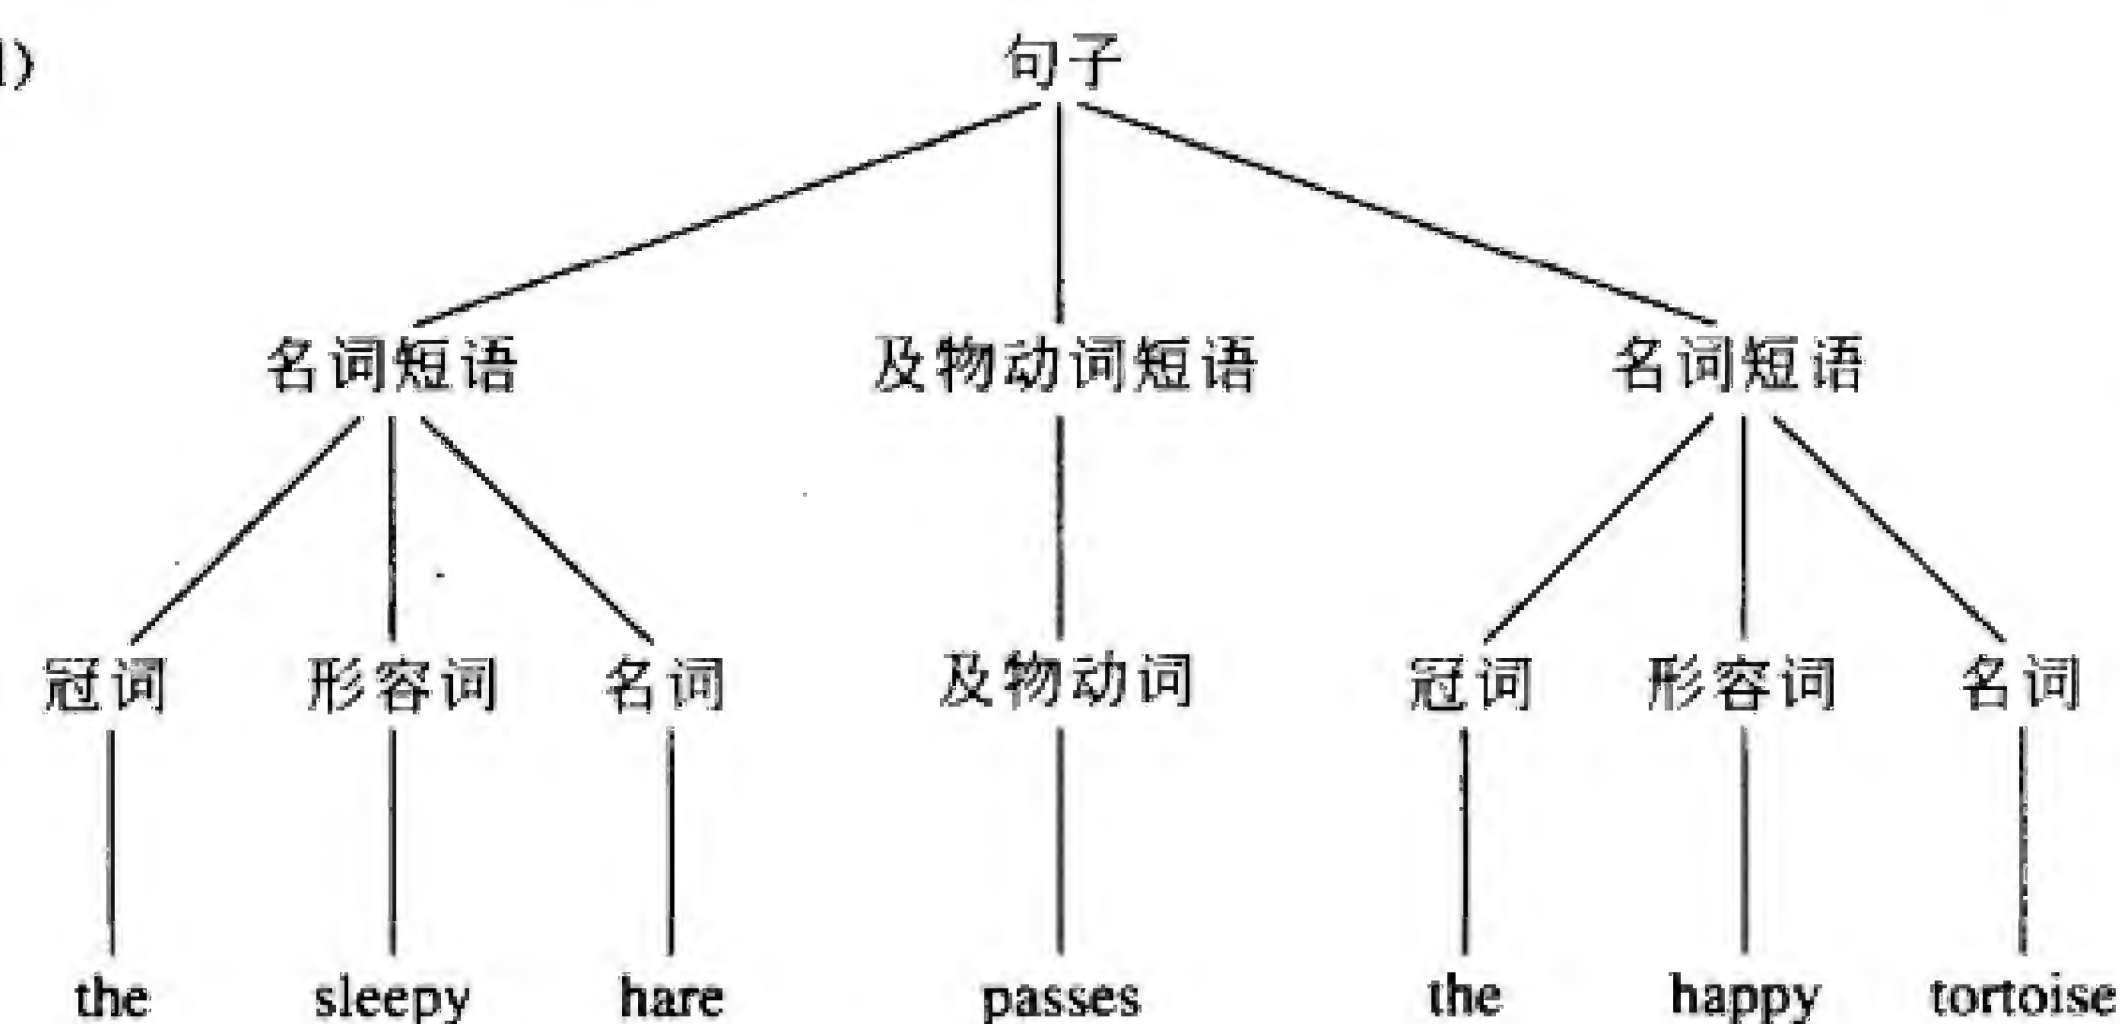 句子
名词短语 及物动词短语 名词短语
冠词 形容词 名词 及物动词 冠词 形容词 名词
the sleepy hare passes the happy tortoise